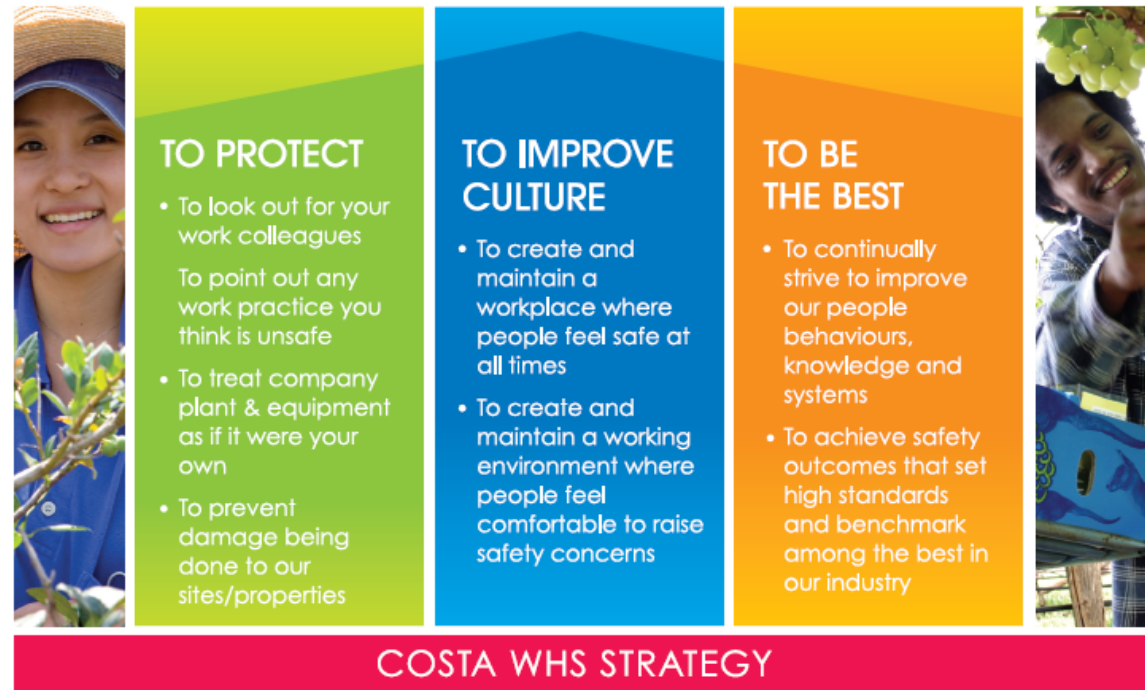 TO PROTECT
• To look out for your
work colleagues
To point out any
work practice you
think is unsafe
• To treat company
plant & equipment
as if it were your
own
• To prevent
damage being
done to our
sites/properties
TO IMPROVE
CULTURE
• To create and
maintain a
workplace where
people feel safe at
all times
• To create and
maintain a working
environment where
people feel
comfortable to raise
safety concerns
TO BE
THE BEST
• To continually
strive to improve
our people
behaviours,
knowledge and
systems
• To achieve safety
outcomes that set
high standards
and benchmark
among the best in
our industry
COSTA WHS STRATEGY